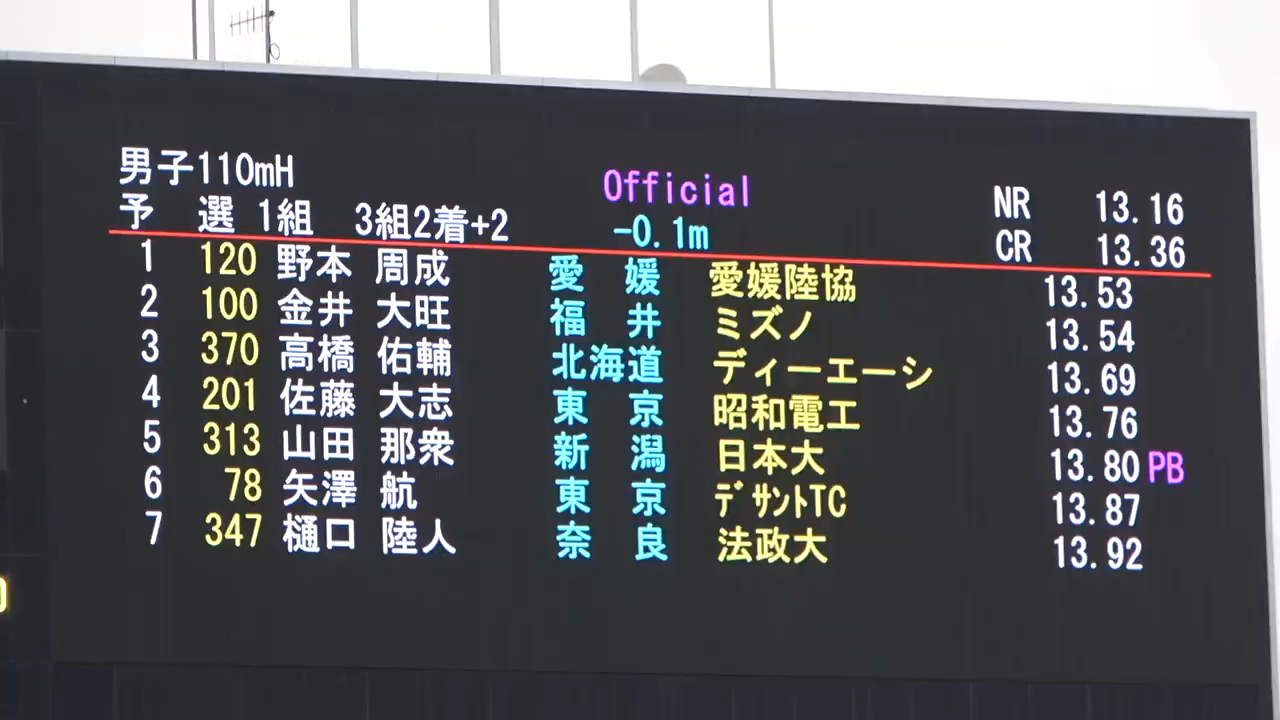 男子110mH Official NR 13.16
予 選 1組 3組2着+2 -0.1m CR 13.36
1 120 野本 周成 愛 媛 愛媛陸協 13.53
2 100 金井 大旺 福 井 ミズノ 13.54
3 370 高橋 佑輔 北海道 ディーエーシ 13.69
4 201 佐藤 大志 東 京 昭和電工 13.76
5 313 山田 那衆 新 潟 日本大 13.80 PB
6 78 矢澤 航 東 京 ﾃﾞｻﾝﾄTC 13.87
7 347 樋口 陸人 奈 良 法政大 13.92